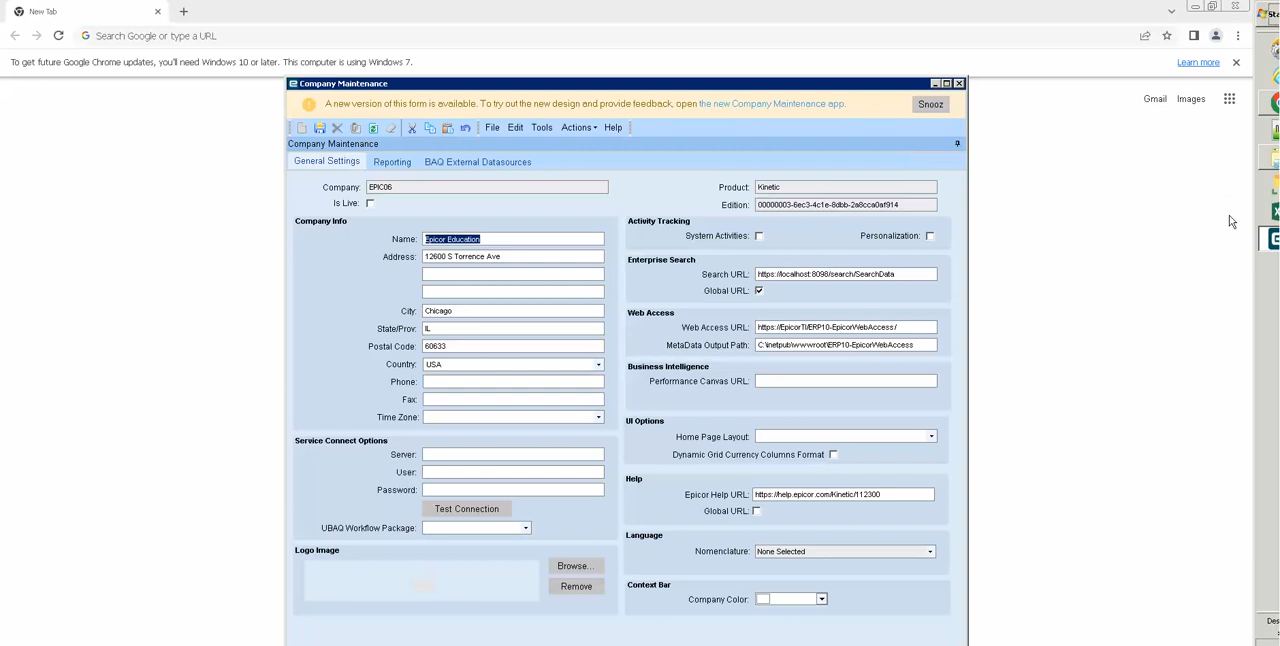 New Tab
Search Google or type a URL
To get future Google Chrome updates, you'll need Windows 10 or later. This computer is using Windows 7.
Learn more
Gmail Images
Company Maintenance
A new version of this form is available. To try out the new design and provide feedback, open the new Company Maintenance app.
Snooz
File Edit Tools Actions Help
Company Maintenance
General Settings Reporting BAQ External Datasources
Company: EPIC06
Is Live:
Product: Kinetic
Edition: 00000003-6ec3-4c1e-8dbb-2a8cca0af914
Company Info
Name: Epicor Education
Address: 12600 S Torrence Ave
City: Chicago
State/Prov: IL
Postal Code: 60633
Country: USA
Phone:
Fax:
Time Zone:
Service Connect Options
Server:
User:
Password:
Test Connection
UBAQ Workflow Package:
Logo Image
Browse...
Remove
Activity Tracking
System Activities: Personalization:
Enterprise Search
Search URL: https://localhost:8098/search/SearchData
Global URL:
Web Access
Web Access URL: https://EpicorTI/ERP10-EpicorWebAccess/
MetaData Output Path: C:\inetpub\wwwroot\ERP10-EpicorWebAccess
Business Intelligence
Performance Canvas URL:
UI Options
Home Page Layout:
Dynamic Grid Currency Columns Format
Help
Epicor Help URL: https://help.epicor.com/Kinetic/112300
Global URL:
Language
Nomenclature: None Selected
Context Bar
Company Color:
Sta
Des